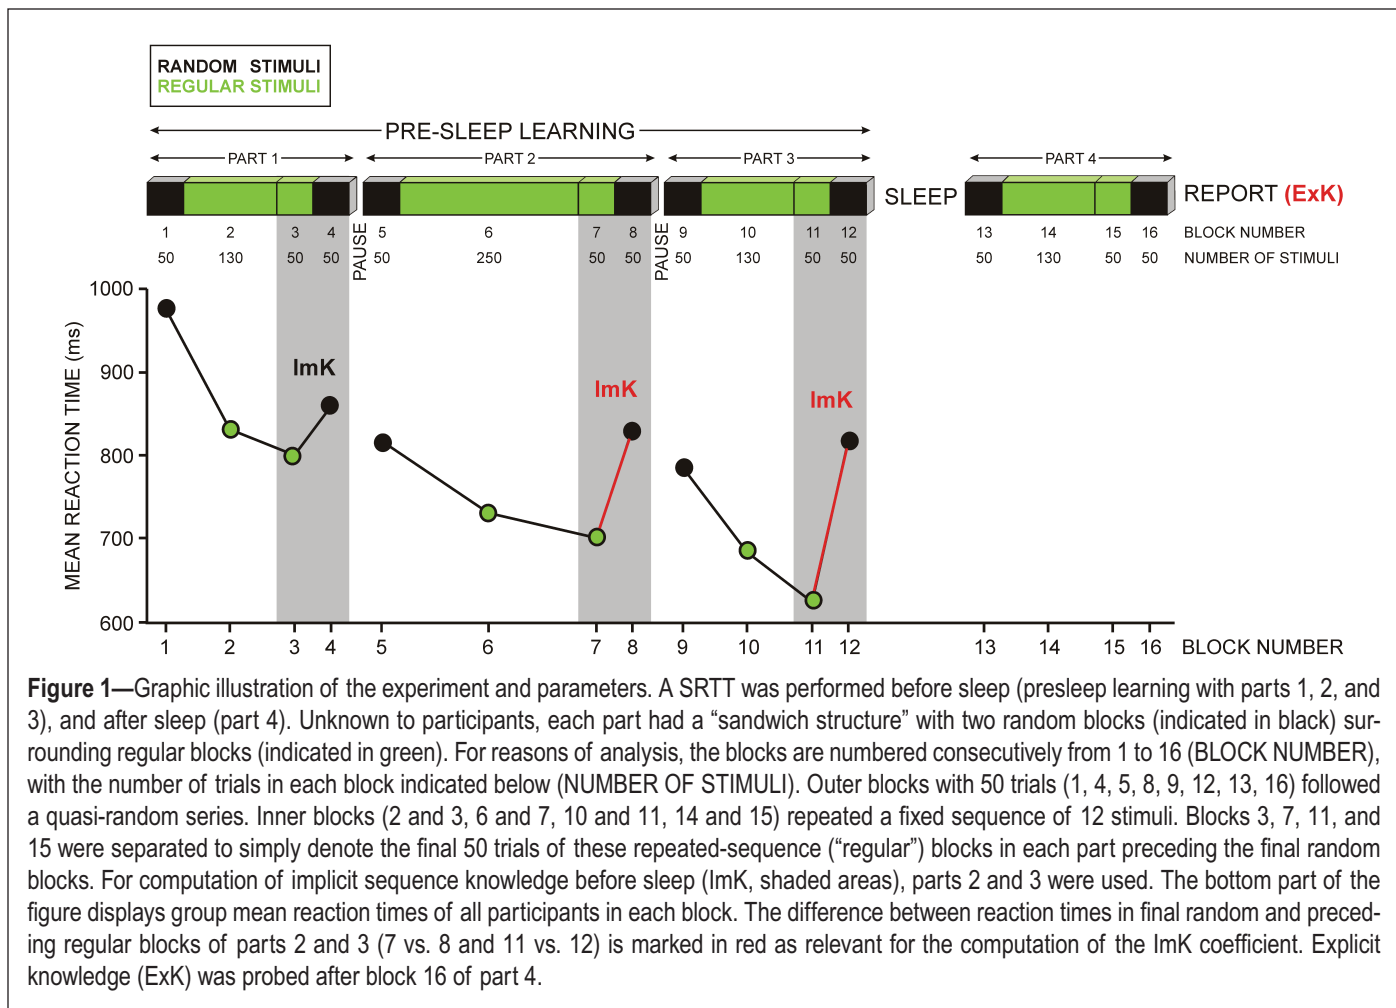 RANDOM STIMULI
REGULAR STIMULI
PRE-SLEEP LEARNING
PART 1
PART 2
PART 3
PART 4
SLEEP
REPORT (ExK)
1 2 3 4 PAUSE 5 6 7 8 PAUSE 9 10 11 12 13 14 15 16 BLOCK NUMBER
50 130 50 50 50 250 50 50 50 130 50 50 50 130 50 50 NUMBER OF STIMULI
MEAN REACTION TIME (ms)
1000
900
800
700
600
ImK
ImK
ImK
1 2 3 4 5 6 7 8 9 10 11 12 13 14 15 16 BLOCK NUMBER
Figure 1—Graphic illustration of the experiment and parameters. A SRTT was performed before sleep (presleep learning with parts 1, 2, and
3), and after sleep (part 4). Unknown to participants, each part had a “sandwich structure” with two random blocks (indicated in black) sur-
rounding regular blocks (indicated in green). For reasons of analysis, the blocks are numbered consecutively from 1 to 16 (BLOCK NUMBER),
with the number of trials in each block indicated below (NUMBER OF STIMULI). Outer blocks with 50 trials (1, 4, 5, 8, 9, 12, 13, 16) followed
a quasi-random series. Inner blocks (2 and 3, 6 and 7, 10 and 11, 14 and 15) repeated a fixed sequence of 12 stimuli. Blocks 3, 7, 11, and
15 were separated to simply denote the final 50 trials of these repeated-sequence (“regular”) blocks in each part preceding the final random
blocks. For computation of implicit sequence knowledge before sleep (ImK, shaded areas), parts 2 and 3 were used. The bottom part of the
figure displays group mean reaction times of all participants in each block. The difference between reaction times in final random and preced-
ing regular blocks of parts 2 and 3 (7 vs. 8 and 11 vs. 12) is marked in red as relevant for the computation of the ImK coefficient. Explicit
knowledge (ExK) was probed after block 16 of part 4.